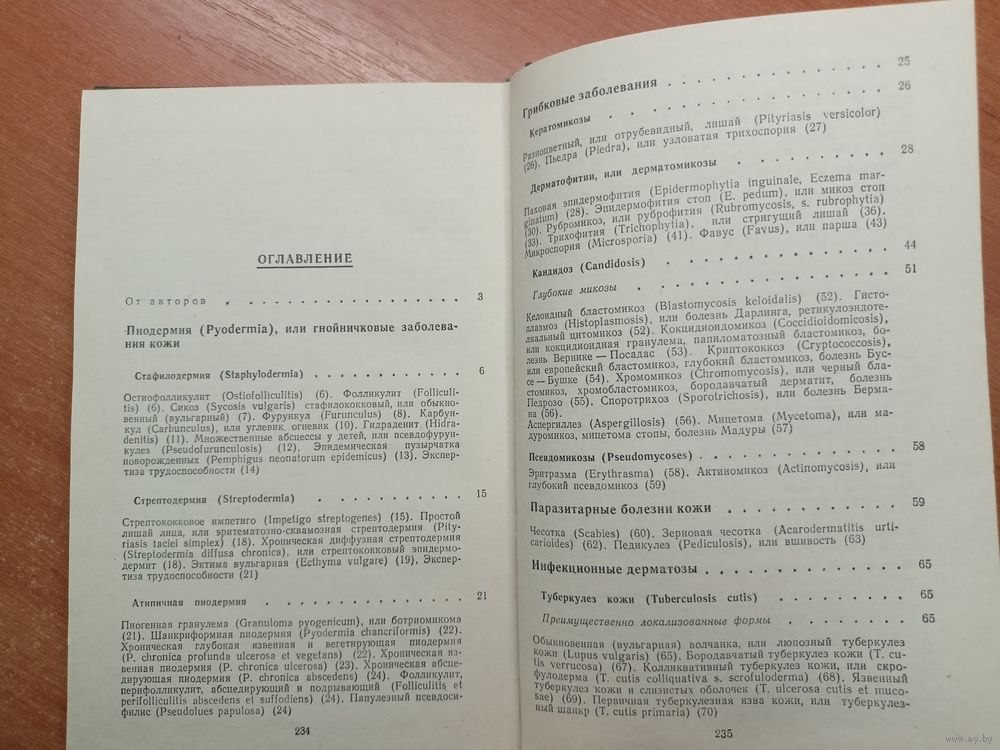 ОГЛАВЛЕНИЕ
От авторов . . . . . . . . . . . . . . . . 3
Пиодермия (Pyodermia), или гнойничковые заболева-
ния кожи
Стафилодермия (Staphylodermia) . . . . . . . . . . 6
Остиофолликулит (Ostiofolliculitis) (6). Фолликулит (Folliculi-
tis) (6). Сикоз (Sycosis vulgaris) стафилококковый, или обыкно-
венный (вульгарный) (7). Фурункул (Furunculus) (8). Карбун-
кул (Carbunculus), или углевик, огневик (10). Гидраденит (Hidra-
denitis) (11). Множественные абсцессы у детей, или псевдофурун-
кулез (Pseudofurunculosis) (12). Эпидемическая пузырчатка
новорожденных (Pemphigus neonatorum epidemicus) (13). Экспер-
тиза трудоспособности (14)
Стрептодермия (Streptodermia) . . . . . . . . . . 15
Стрептококковое импетиго (Impetigo streptogenes) (15). Простой
лишай лица, или эритематозно-сквамозная стрептодермия (Pity-
riasis faciei simplex) (18). Хроническая диффузная стрептодермия
(Streptodermia diffusa chronica), или стрептококковый эпидермо-
дермит (18). Эктима вульгарная (Ecthyma vulgare) (19). Экспер-
тиза трудоспособности (21)
Атипичная пиодермия . . . . . . . . . . . . 21
Пиогенная гранулема (Granuloma pyogenicum), или ботриомикома
(21). Шанкриформная пиодермия (Pyodermia chancriformis) (22).
Хроническая глубокая язвенная и вегетирующая пиодермия
(P. chronica profunda ulcerosa et vegetans) (22). Хроническая яз-
венная пиодермия (P. chronica ulcerosa) (23). Хроническая абсце-
дирующая пиодермия (P. chronica abscedens) (24). Фолликулит,
перифолликулит, абсцедирующий и подрывающий (Folliculitis et
perifolliculitis abscedens et suffodiens) (24). Папулезный псевдоси-
филис (Pseudolues papulosa) (24)
234
Грибковые заболевания . . . . . . . . . . . . 25
Кератомикозы . . . . . . . . . . . . . . 26
Разноцветный, или отрубевидный, лишай (Pityriasis versicolor)
(26). Пьедра (Piedra), или узловатая трихоспория (27)
Дерматофитии, или дерматомикозы . . . . . . . . . 28
Паховая эпидермофития (Epidermophytia inguinale, Eczema mar-
ginatum) (28). Эпидермофития стоп (E. pedum), или микоз стоп
(30). Рубромикоз, или руброфития (Rubromycosis, s. rubrophytia)
(33). Трихофития (Trichophytia), или стригущий лишай (36).
Микроспория (Microsporia) (41). Фавус (Favus), или парша (43)
Кандидоз (Candidosis) . . . . . . . . . . . 44
Глубокие микозы . . . . . . . . . . . . . 51
Келоидный бластомикоз (Blastomycosis keloidalis) (52). Гисто-
плазмоз (Histoplasmosis), или болезнь Дарлинга, ретикулоэндоте-
лиальный цитомикоз (52). Кокцидиоидомикоз (Coccidioidomicosis),
или кокцидиоидная гранулема, папиломатозный бластомикоз, бо-
лезнь Вернике — Посадас (53). Криптококкоз (Cryptococcosis),
или европейский бластомикоз, глубокий бластомикоз, болезнь Бус-
се — Бушке (54). Хромомикоз (Chromomycosis), или черный бла-
стомикоз, хромобластомикоз, бородавчатый дерматит, болезнь
Педрозо (55). Споротрихоз (Sporotrichosis), или болезнь Берма-
на (56).
Аспергиллез (Aspergillosis) (56). Мицетома (Mycetoma), или ма-
дуромикоз, мицетома стопы, болезнь Мадуры (57)
Псевдомикозы (Pseudomycoses) . . . . . . . . . . 58
Эритразма (Erythrasma) (58). Актиномикоз (Actinomycosis), или
глубокий псевдомикоз (59)
Паразитарные болезни кожи . . . . . . . . . . 59
Чесотка (Scabies) (60). Зерновая чесотка (Acarodermatitis urti-
carioides) (62). Педикулез (Pediculosis), или вшивость (63)
Инфекционные дерматозы . . . . . . . . . . . 65
Туберкулез кожи (Tuberculosis cutis) . . . . . . . . 65
Преимущественно локализованные формы . . . . . . . 65
Обыкновенная (вульгарная) волчанка, или люпозный туберкулез
кожи (Lupus vulgaris) (65). Бородавчатый туберкулез кожи (T. cu-
tis verrucosa) (67). Колликвативный туберкулез кожи, или скро-
фулодерма (T. cutis colliquativa s. scrofuloderma) (68). Язвенный
туберкулез кожи и слизистых оболочек (T. ulcerosa cutis et muco-
sae) (69). Первичная туберкулезная язва кожи, или туберкулез-
ный шанкр (T. cutis primaria) (70)
235
www.ay.by